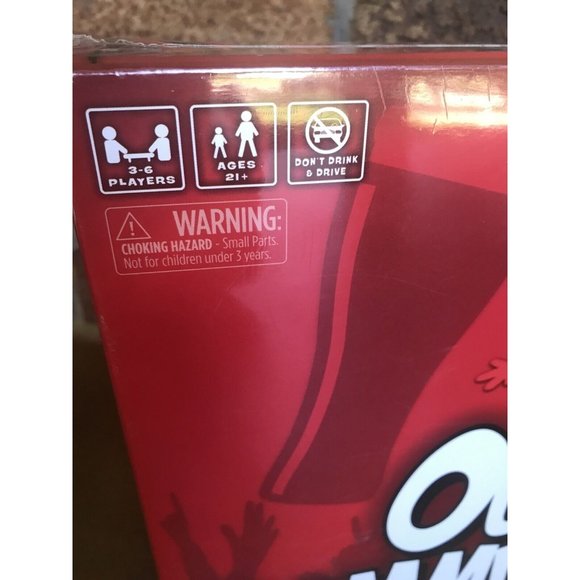 3-6
PLAYERS
AGES
21+
DON'T DRINK
& DRIVE
WARNING:
CHOKING HAZARD - Small Parts.
Not for children under 3 years.